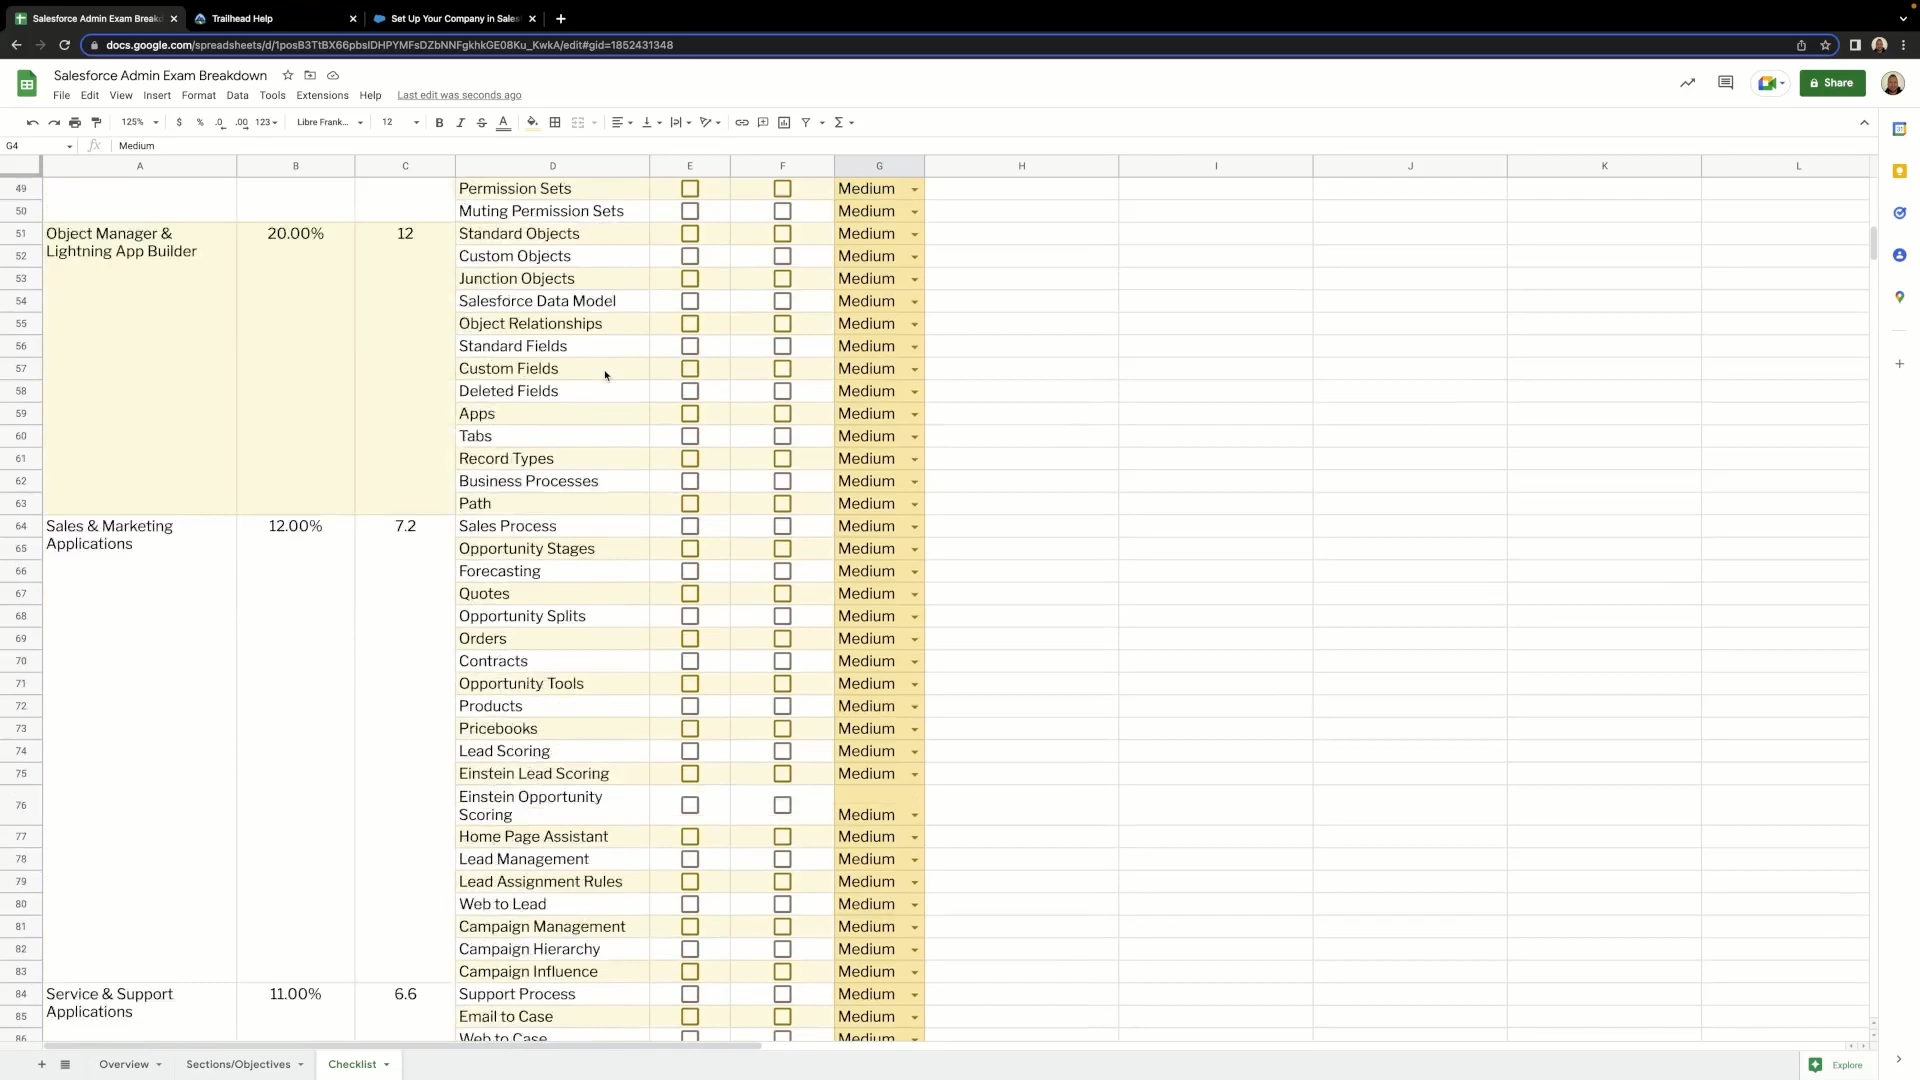 Salesforce Admin Exam Breakd
Trailhead Help
Set Up Your Company in Sales
docs.google.com/spreadsheets/d/1posB3TtBX66pbsIDHPYMFsDZbNNFgkhkGE08Ku_KwkA/edit#gid=1852431348
Salesforce Admin Exam Breakdown
File Edit View Insert Format Data Tools Extensions Help Last edit was seconds ago
Share
125% $ % .0 .00 123 Libre Frank... 12 B I S A
G4 fx Medium
A B C D E F G H I J K L
49 Permission Sets Medium
50 Muting Permission Sets Medium
51 Object Manager & 20.00% 12 Standard Objects Medium
Lightning App Builder
52 Custom Objects Medium
53 Junction Objects Medium
54 Salesforce Data Model Medium
55 Object Relationships Medium
56 Standard Fields Medium
57 Custom Fields Medium
58 Deleted Fields Medium
59 Apps Medium
60 Tabs Medium
61 Record Types Medium
62 Business Processes Medium
63 Path Medium
64 Sales & Marketing 12.00% 7.2 Sales Process Medium
Applications
65 Opportunity Stages Medium
66 Forecasting Medium
67 Quotes Medium
68 Opportunity Splits Medium
69 Orders Medium
70 Contracts Medium
71 Opportunity Tools Medium
72 Products Medium
73 Pricebooks Medium
74 Lead Scoring Medium
75 Einstein Lead Scoring Medium
Einstein Opportunity
76 Scoring Medium
77 Home Page Assistant Medium
78 Lead Management Medium
79 Lead Assignment Rules Medium
80 Web to Lead Medium
81 Campaign Management Medium
82 Campaign Hierarchy Medium
83 Campaign Influence Medium
84 Service & Support 11.00% 6.6 Support Process Medium
Applications
85 Email to Case Medium
86 Web to Case Medium
Overview Sections/Objectives Checklist Explore